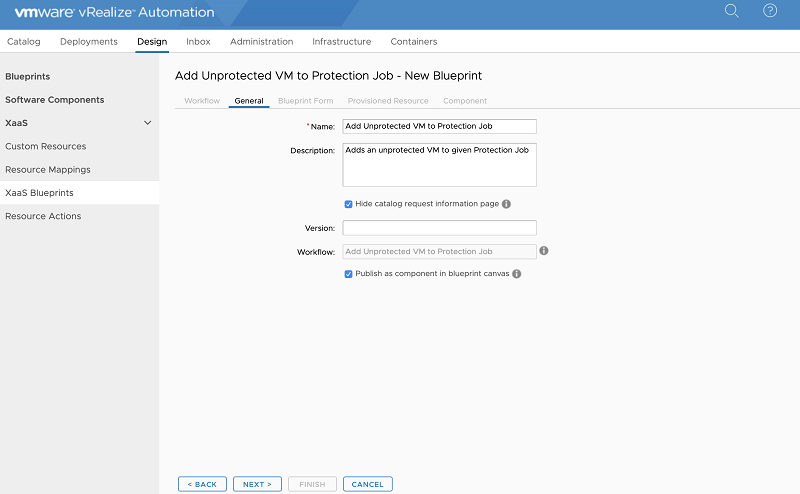 vmware vRealize™ Automation
Catalog Deployments Design Inbox Administration Infrastructure Containers
Blueprints
Software Components
XaaS
Custom Resources
Resource Mappings
XaaS Blueprints
Resource Actions
Add Unprotected VM to Protection Job - New Blueprint
Workflow General Blueprint Form Provisioned Resource Component
* Name: Add Unprotected VM to Protection Job
Description: Adds an unprotected VM to given Protection Job
Hide catalog request information page
Version:
Workflow: Add Unprotected VM to Protection Job
Publish as component in blueprint canvas
< BACK NEXT > FINISH CANCEL